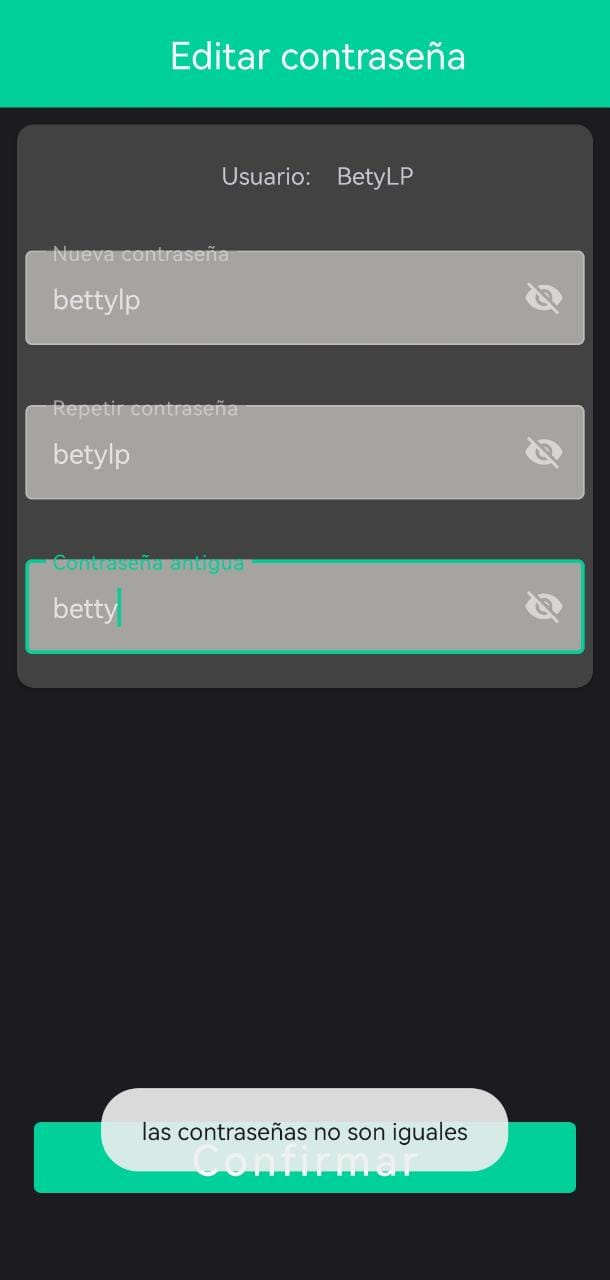 Editar contraseña
Usuario: BetyLP
Nueva contraseña
bettylp
Repetir contraseña
betylp
Contraseña antigua
betty
las contraseñas no son iguales
Confirmar